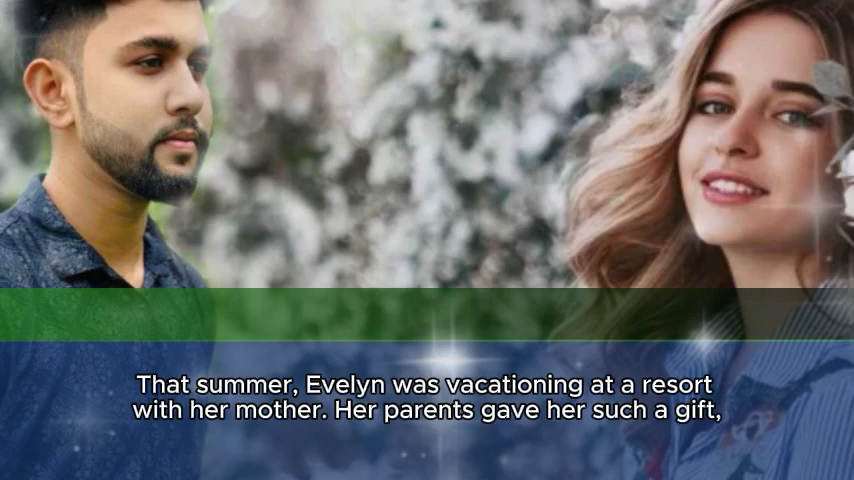 That summer, Evelyn was vacationing at a resort
with her mother. Her parents gave her such a gift,